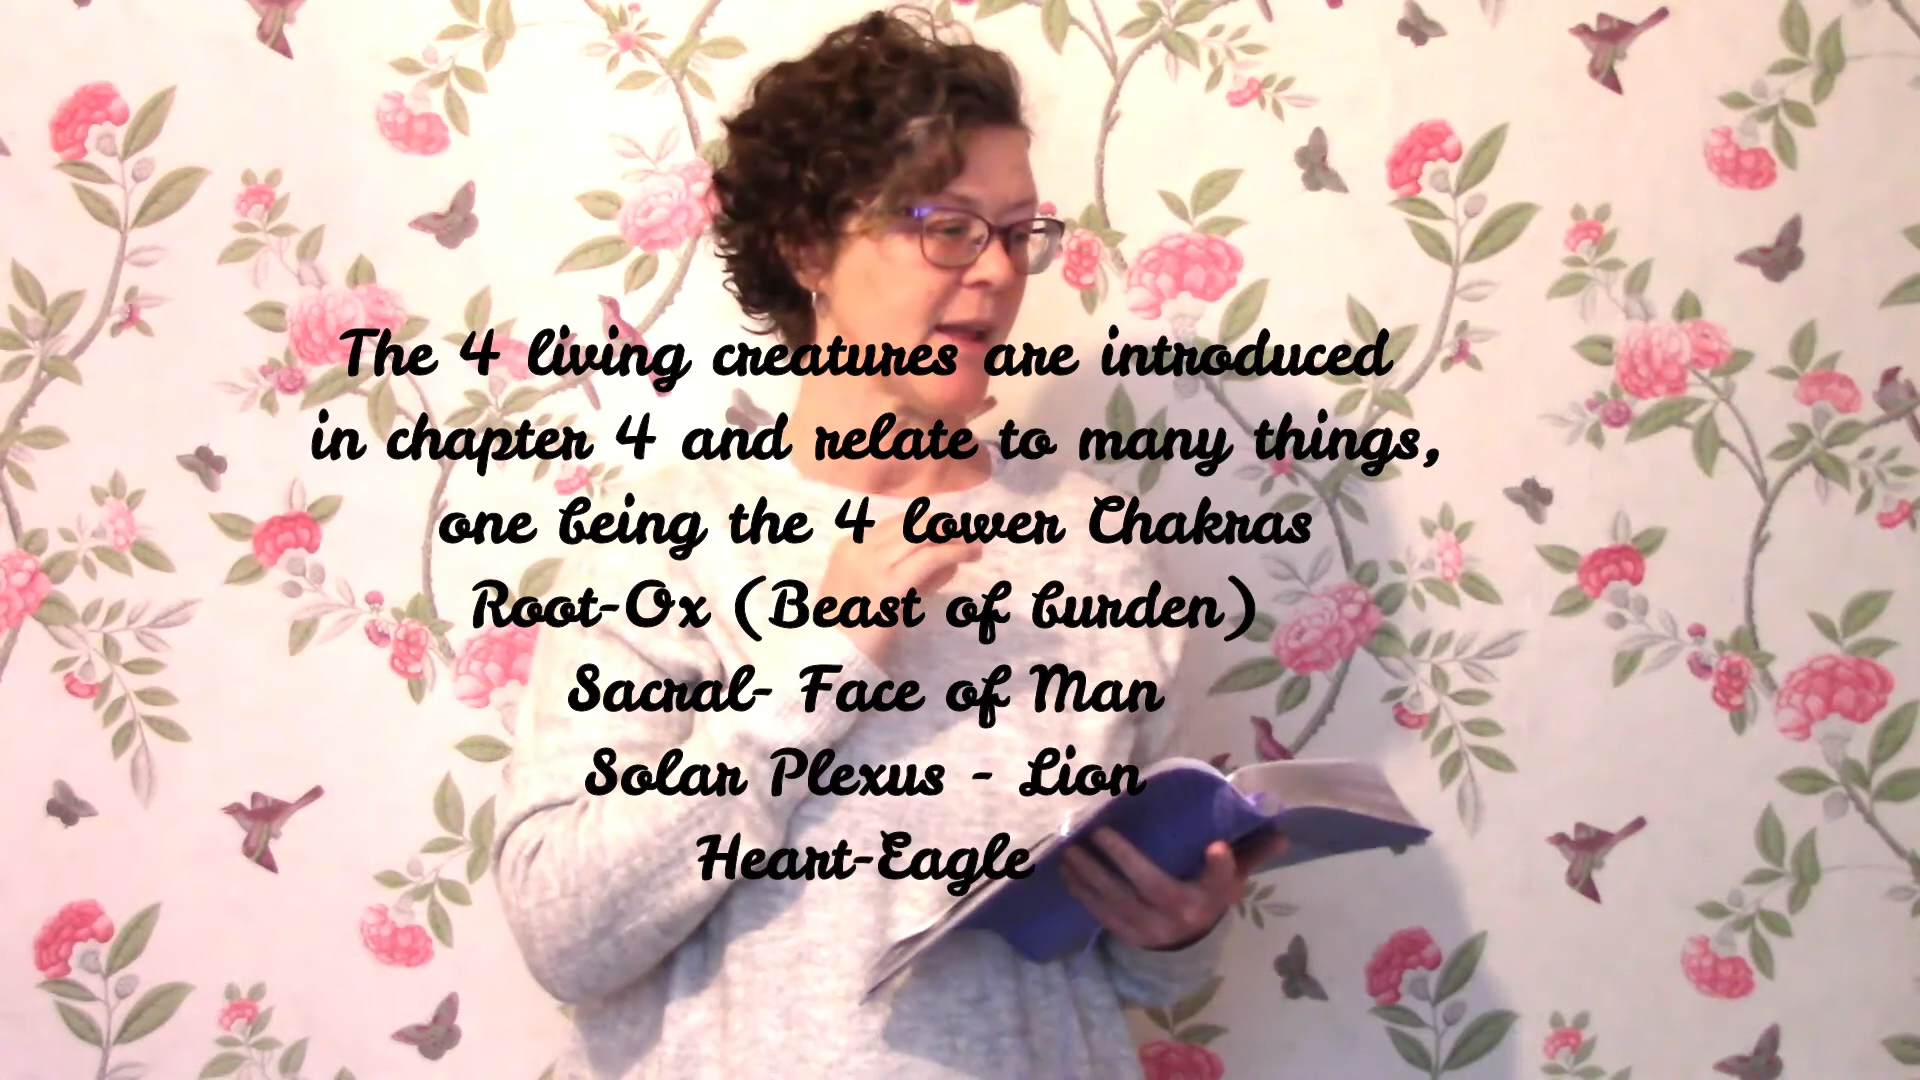 The 4 living creatures are introduced
in chapter 4 and relate to many things,
one being the 4 lower Chakras
Root-Ox (Beast of burden)
Sacral- Face of Man
Solar Plexus - Lion
Heart-Eagle